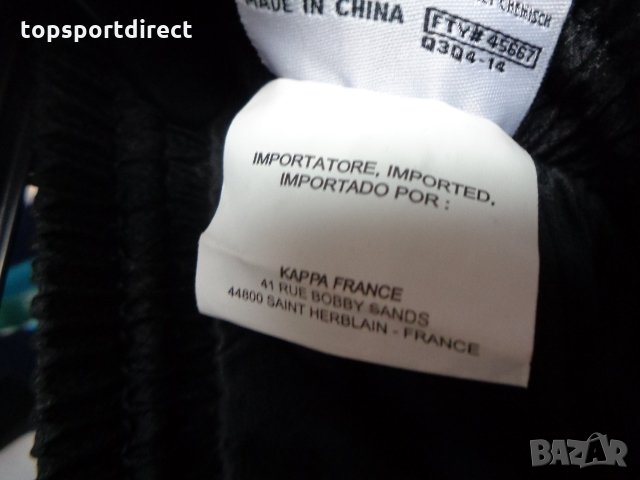 topsportdirect
MADE IN CHINA
CHEMISCH
FTY# 45667
Q3Q4-14
IMPORTATORE, IMPORTED.
IMPORTADO POR :
KAPPA FRANCE
41 RUE BOBBY SANDS
44800 SAINT HERBLAIN - FRANCE
BAZAR